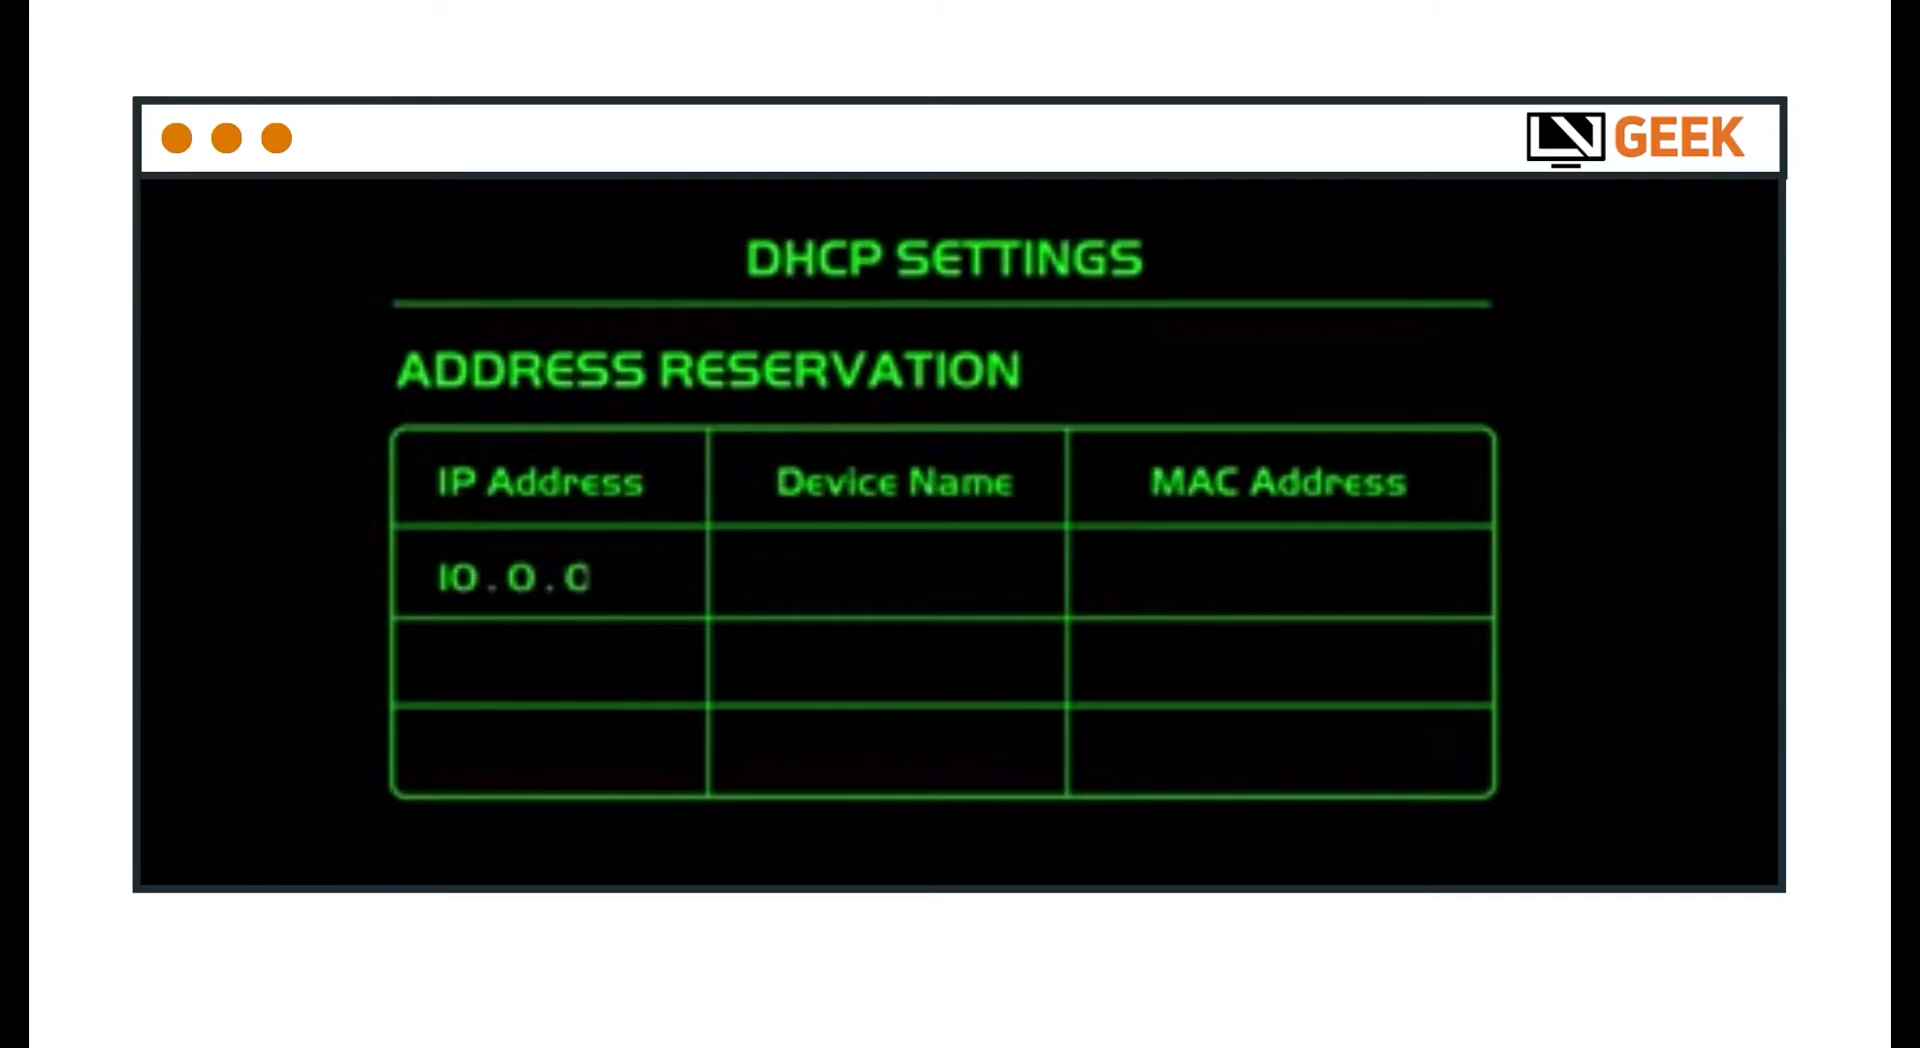 GEEK
DHCP SETTINGS
ADDRESS RESERVATION
IP Address Device Name MAC Address
10.0.0